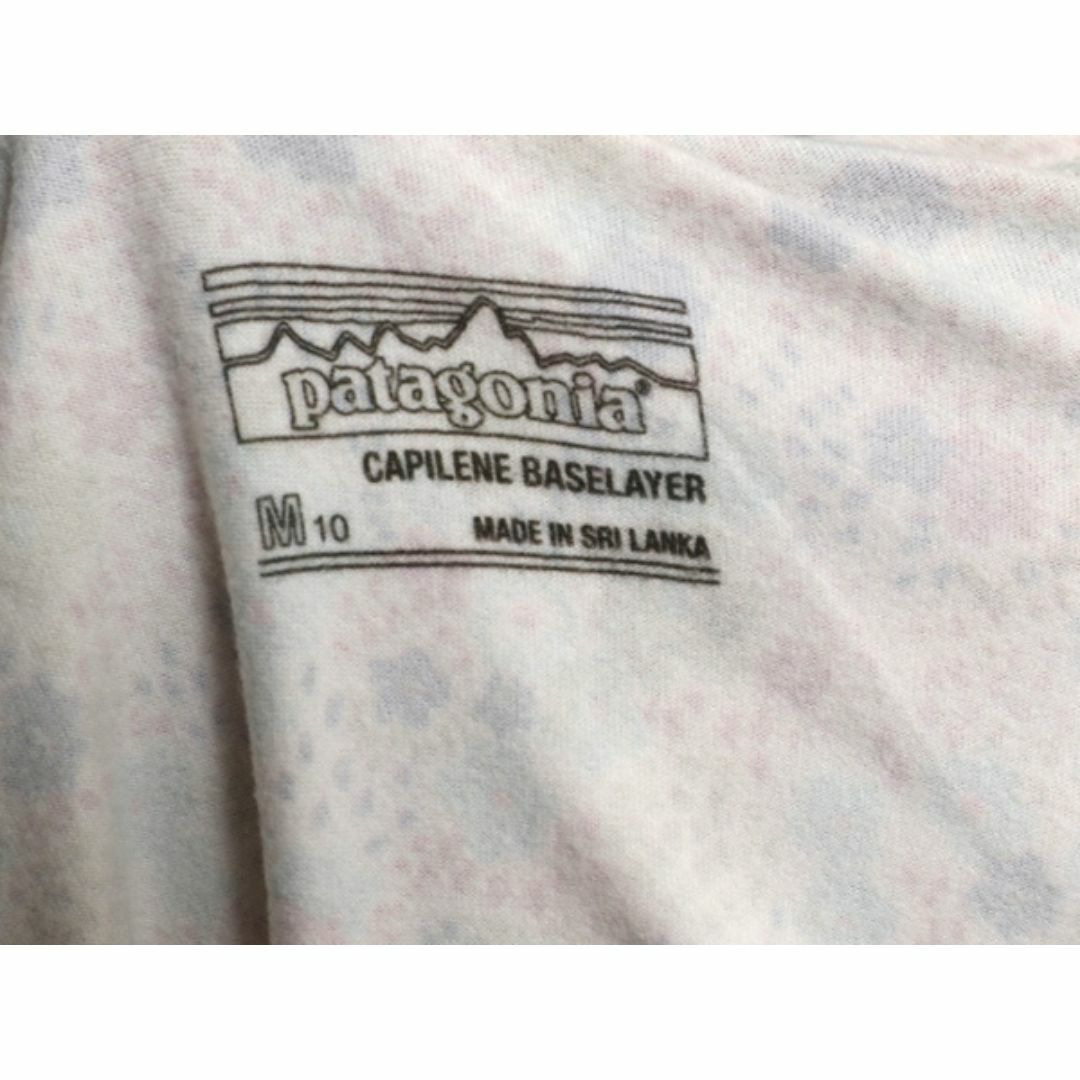 patagonia®
CAPILENE BASELAYER
M 10 MADE IN SRI LANKA